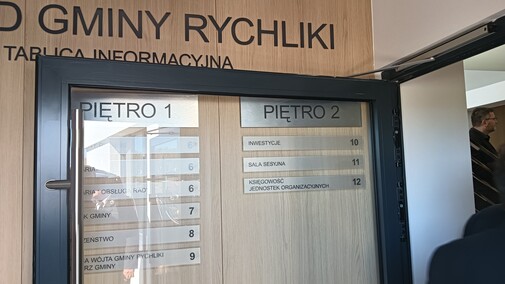 D GMINY RYCHLIKI
TABLICA INFORMACYJNA
PIĘTRO 1
6
6
7
K GMINY
8
9
A WÓJTA GMINY RYCHLIKI
RZ GMINY
PIĘTRO 2
INWESTYCJE 10
SALA SESYJNA 11
KSIĘGOWOŚĆ
JEDNOSTEK ORGANIZACYJNYCH 12